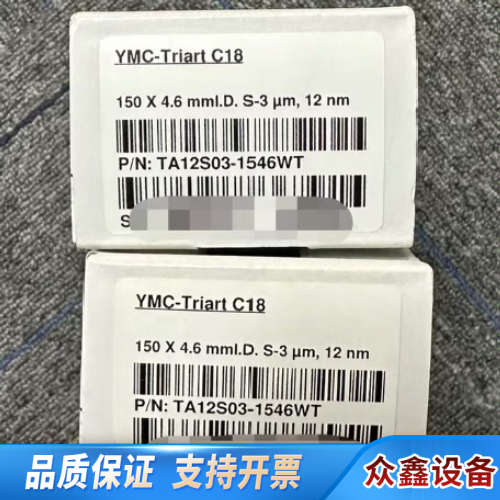 YMC-Triart C18
150 X 4.6 mmI.D. S-3 μm, 12 nm
P/N: TA12S03-1546WT
S
YMC-Triart C18
150 X 4.6 mmI.D. S-3 μm, 12 nm
P/N: TA12S03-1546WT
品质保证 支持开票
众鑫设备